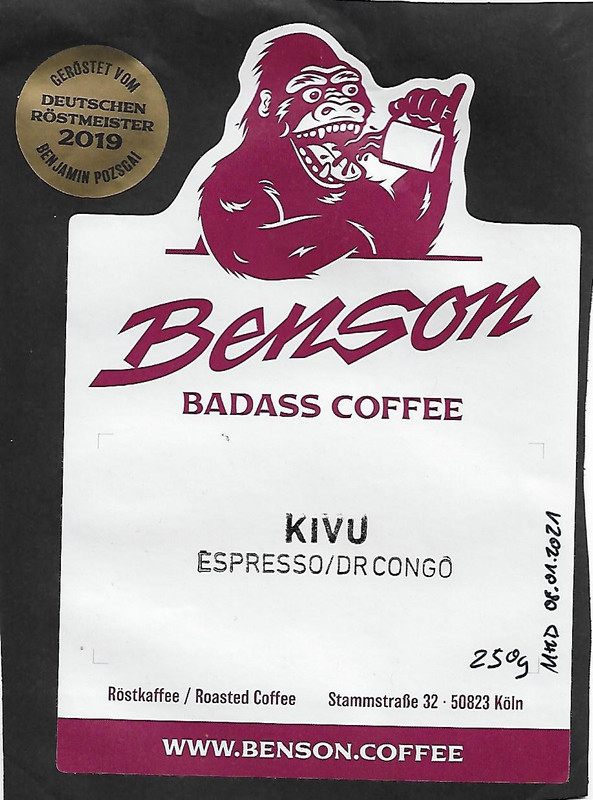 GERÖSTET VOM
DEUTSCHEN
RÖSTMEISTER
2019
BENJAMIN POZSGAI
Benson
BADASS COFFEE
KIVU
ESPRESSO/DR CONGO
250g
MHD 08.01.2021
Röstkaffee / Roasted Coffee Stammstraße 32 · 50823 Köln
WWW.BENSON.COFFEE